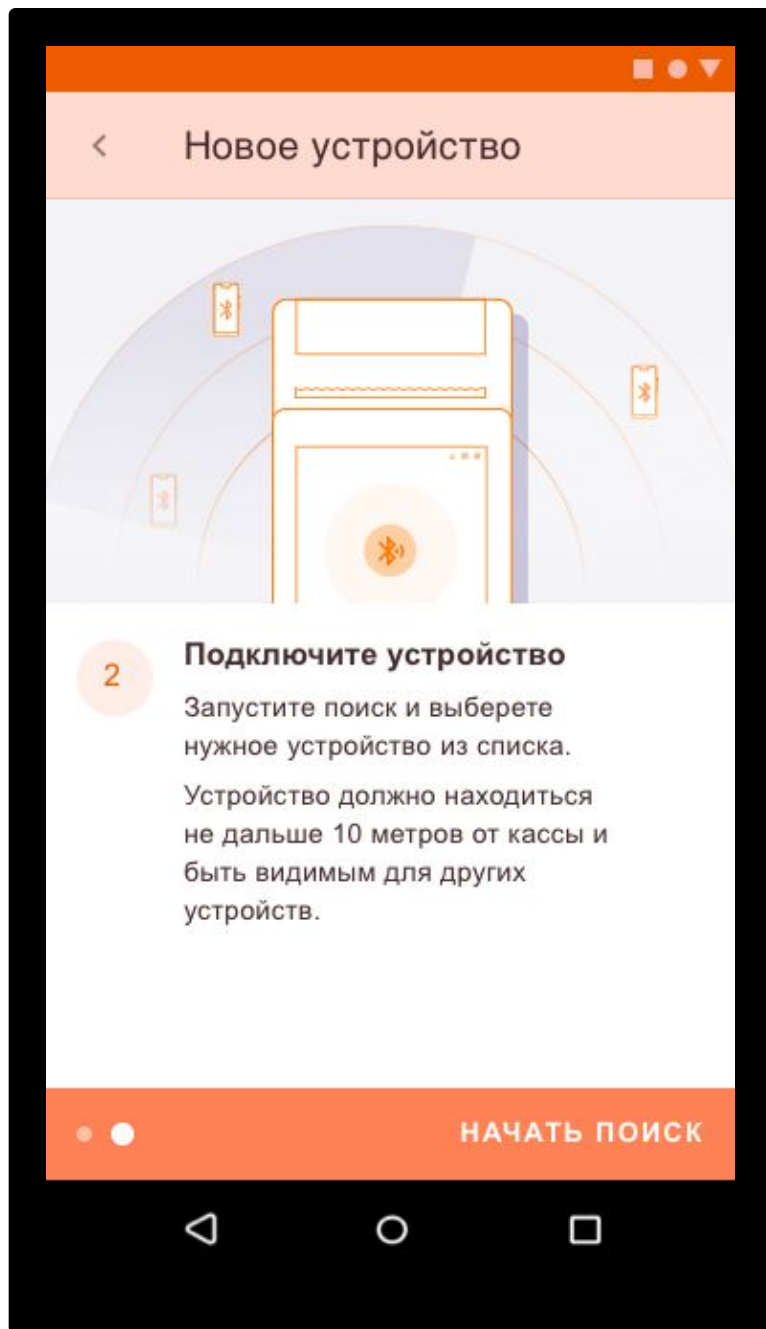 Новое устройство
2
Подключите устройство
Запустите поиск и выберете
нужное устройство из списка.
Устройство должно находиться
не дальше 10 метров от кассы и
быть видимым для других
устройств.
НАЧАТЬ ПОИСК